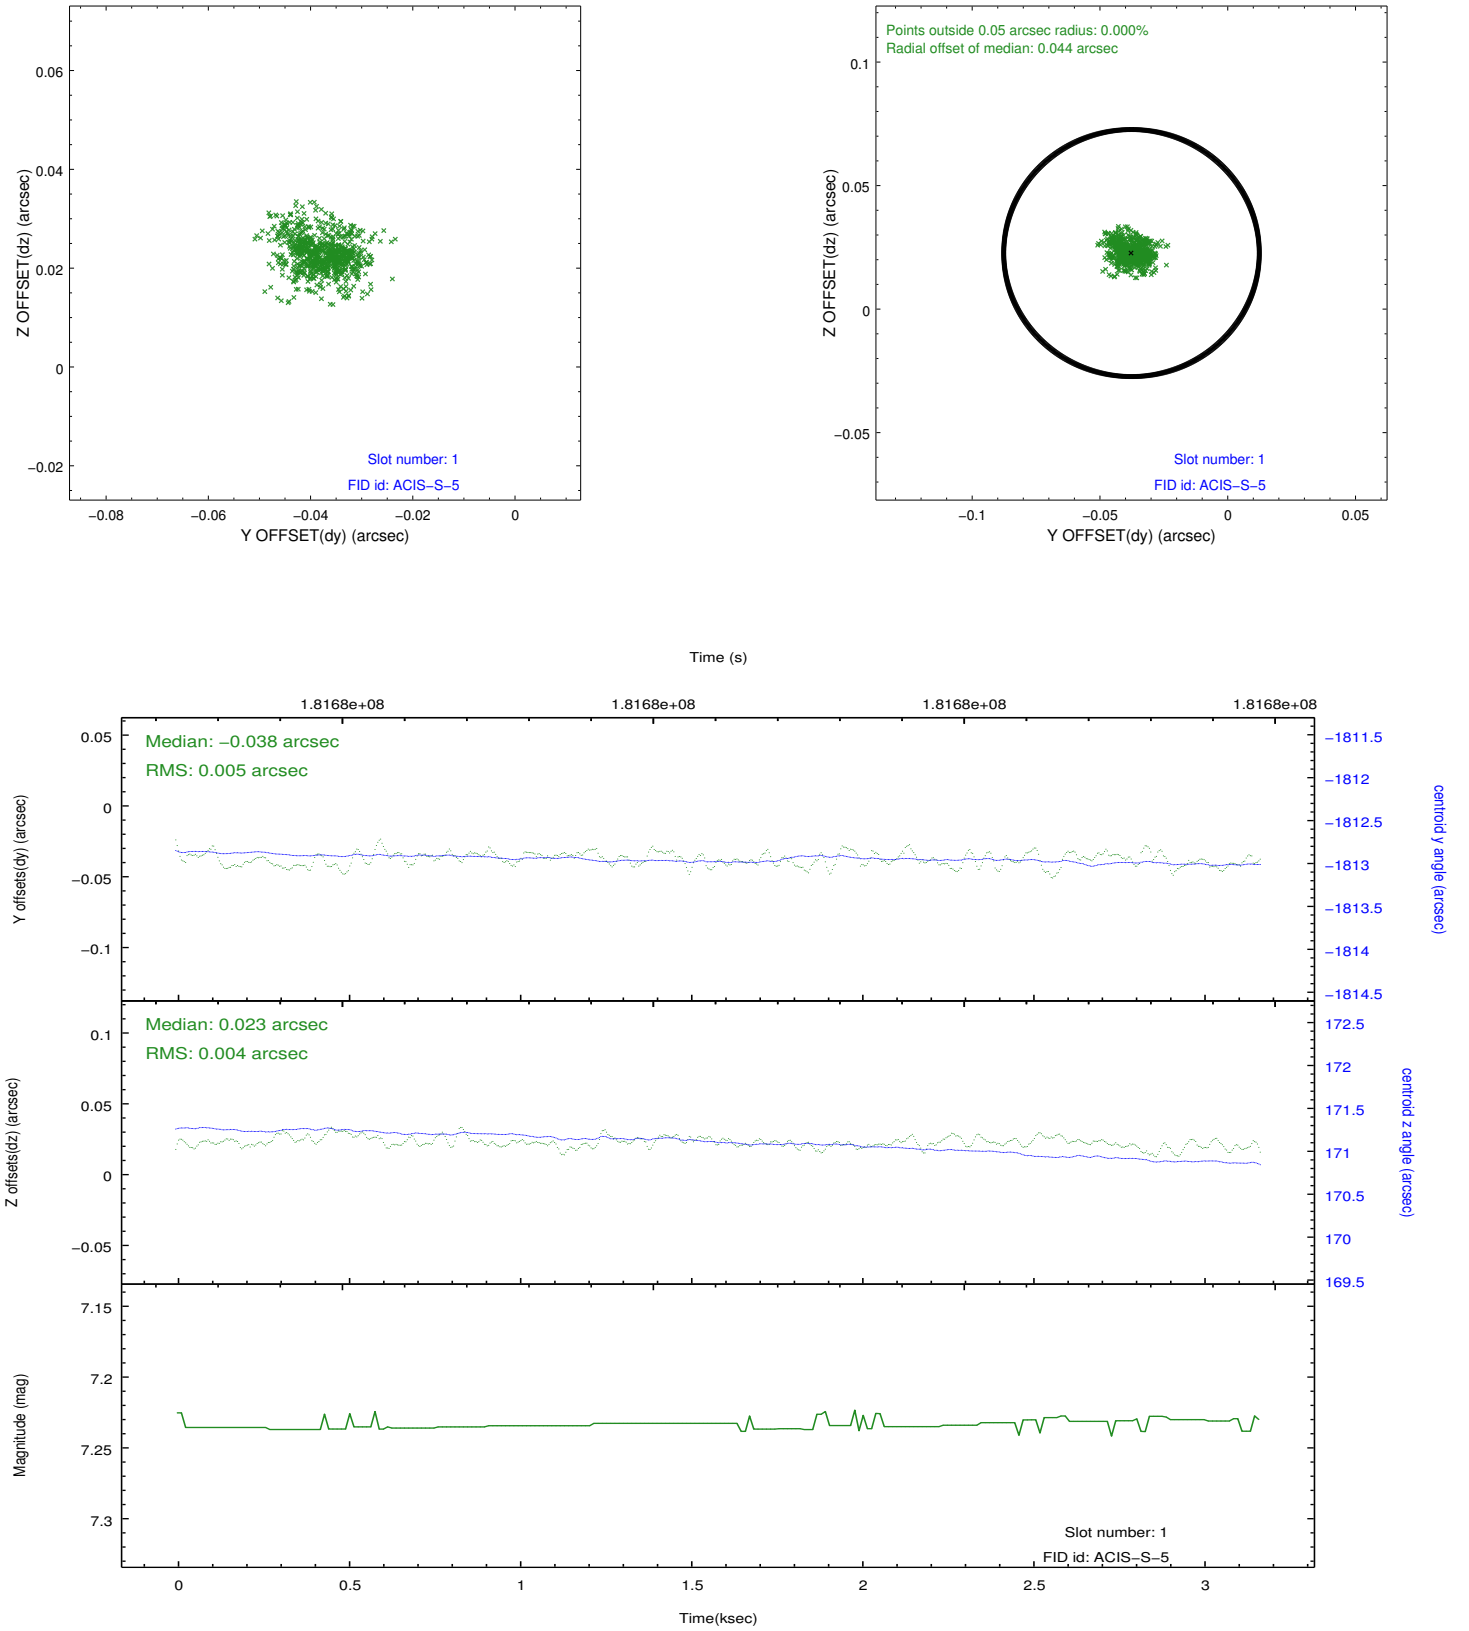 0.06
0.04
0.02
0
−0.02
Z OFFSET(dz) (arcsec)
Slot number: 1
FID id: ACIS−S−5
−0.08 −0.06 −0.04 −0.02 0
Y OFFSET(dy) (arcsec)
Points outside 0.05 arcsec radius: 0.000%
Radial offset of median: 0.044 arcsec
0.1
0.05
0
−0.05
Z OFFSET(dz) (arcsec)
Slot number: 1
FID id: ACIS−S−5
−0.1 −0.05 0 0.05
Y OFFSET(dy) (arcsec)
Time (s)
1.8168e+08 1.8168e+08 1.8168e+08 1.8168e+08
Median: −0.038 arcsec
RMS: 0.005 arcsec
0.05
0
−0.05
−0.1
Y offsets(dy) (arcsec)
−1811.5
−1812
−1812.5
−1813
−1813.5
−1814
−1814.5
centroid y angle (arcsec)
Median: 0.023 arcsec
RMS: 0.004 arcsec
0.1
0.05
0
−0.05
Z offsets(dz) (arcsec)
172.5
172
171.5
171
170.5
170
169.5
centroid z angle (arcsec)
7.15
7.2
7.25
7.3
Magnitude (mag)
Slot number: 1
FID id: ACIS−S−5
0 0.5 1 1.5 2 2.5 3
Time(ksec)